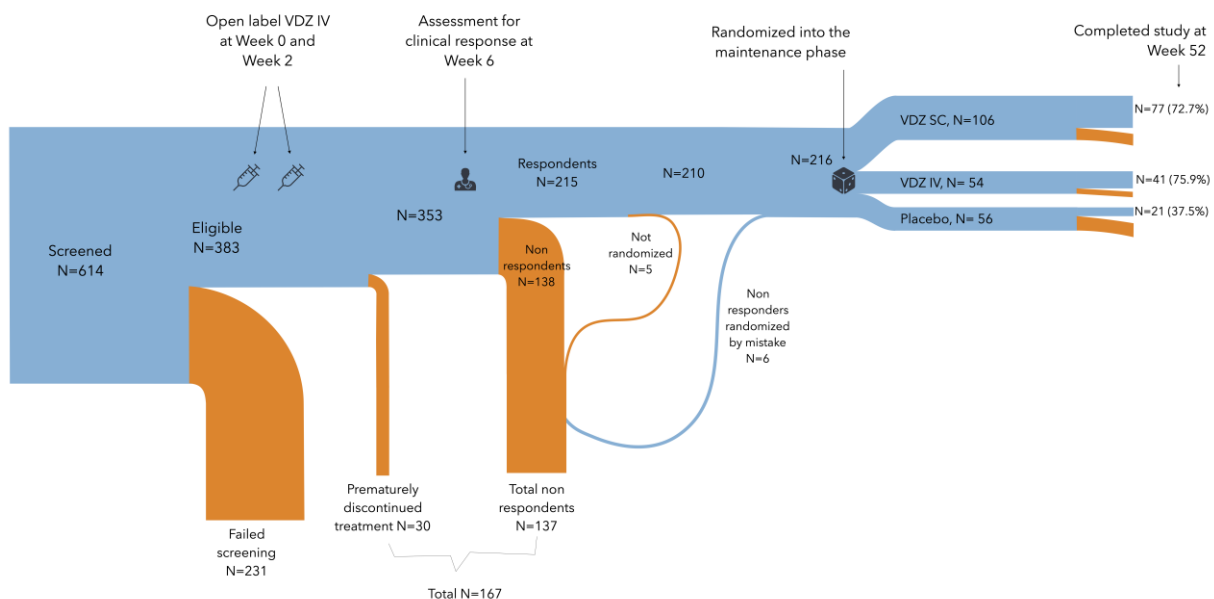 Open label VDZ IV
at Week 0 and
Week 2
Assessment for
clinical response at
Week 6
Randomized into the
maintenance phase
Completed study at
Week 52
Screened
N=614
Eligible
N=383
N=353
Respondents
N=215
N=210
N=216
VDZ SC, N=106
N=77 (72.7%)
VDZ IV, N= 54
N=41 (75.9%)
Placebo, N= 56
N=21 (37.5%)
Non
respondents
N=138
Not
randomized
N=5
Non
responders
randomized
by mistake
N=6
Failed
screening
N=231
Prematurely
discontinued
treatment N=30
Total non
respondents
N=137
Total N=167